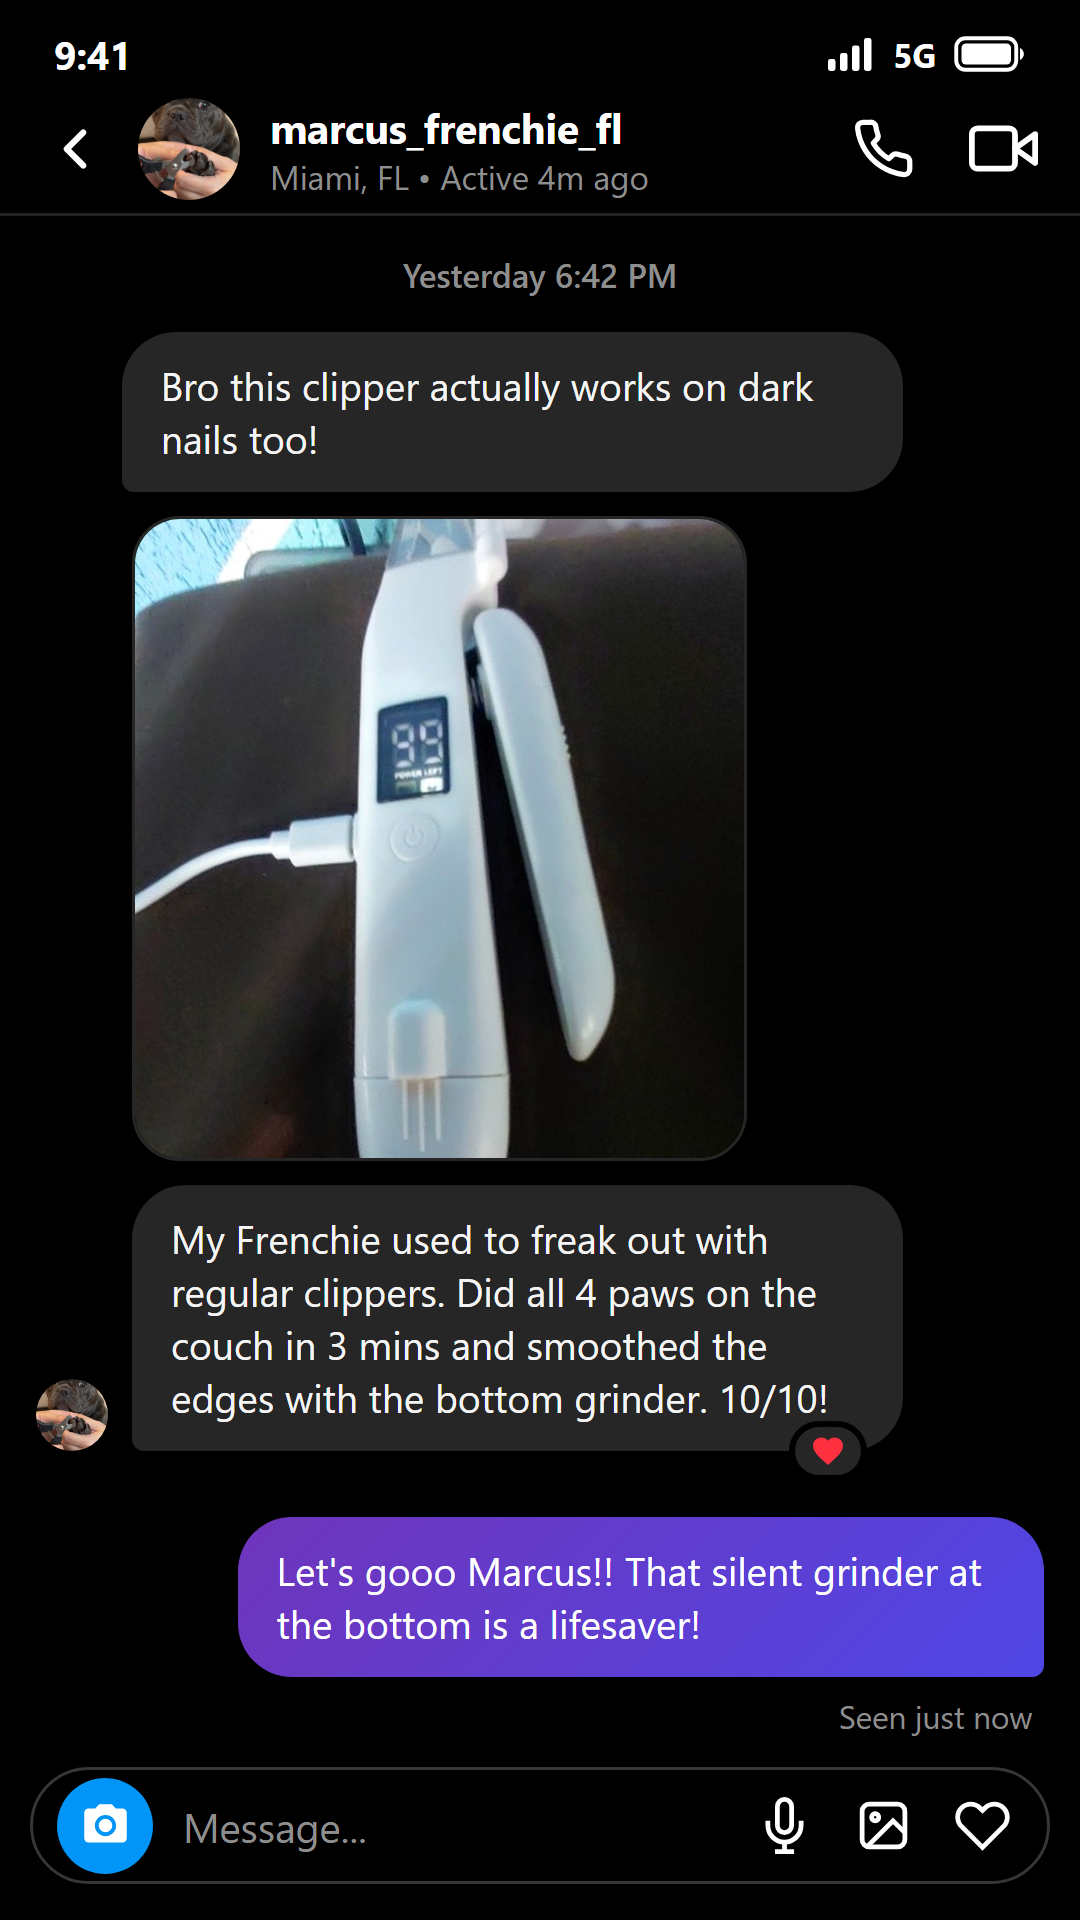 9:41
5G
marcus_frenchie_fl
Miami, FL • Active 4m ago
Yesterday 6:42 PM
Bro this clipper actually works on dark
nails too!
99
POWER LEFT
My Frenchie used to freak out with
regular clippers. Did all 4 paws on the
couch in 3 mins and smoothed the
edges with the bottom grinder. 10/10!
Let's gooo Marcus!! That silent grinder at
the bottom is a lifesaver!
Seen just now
Message...